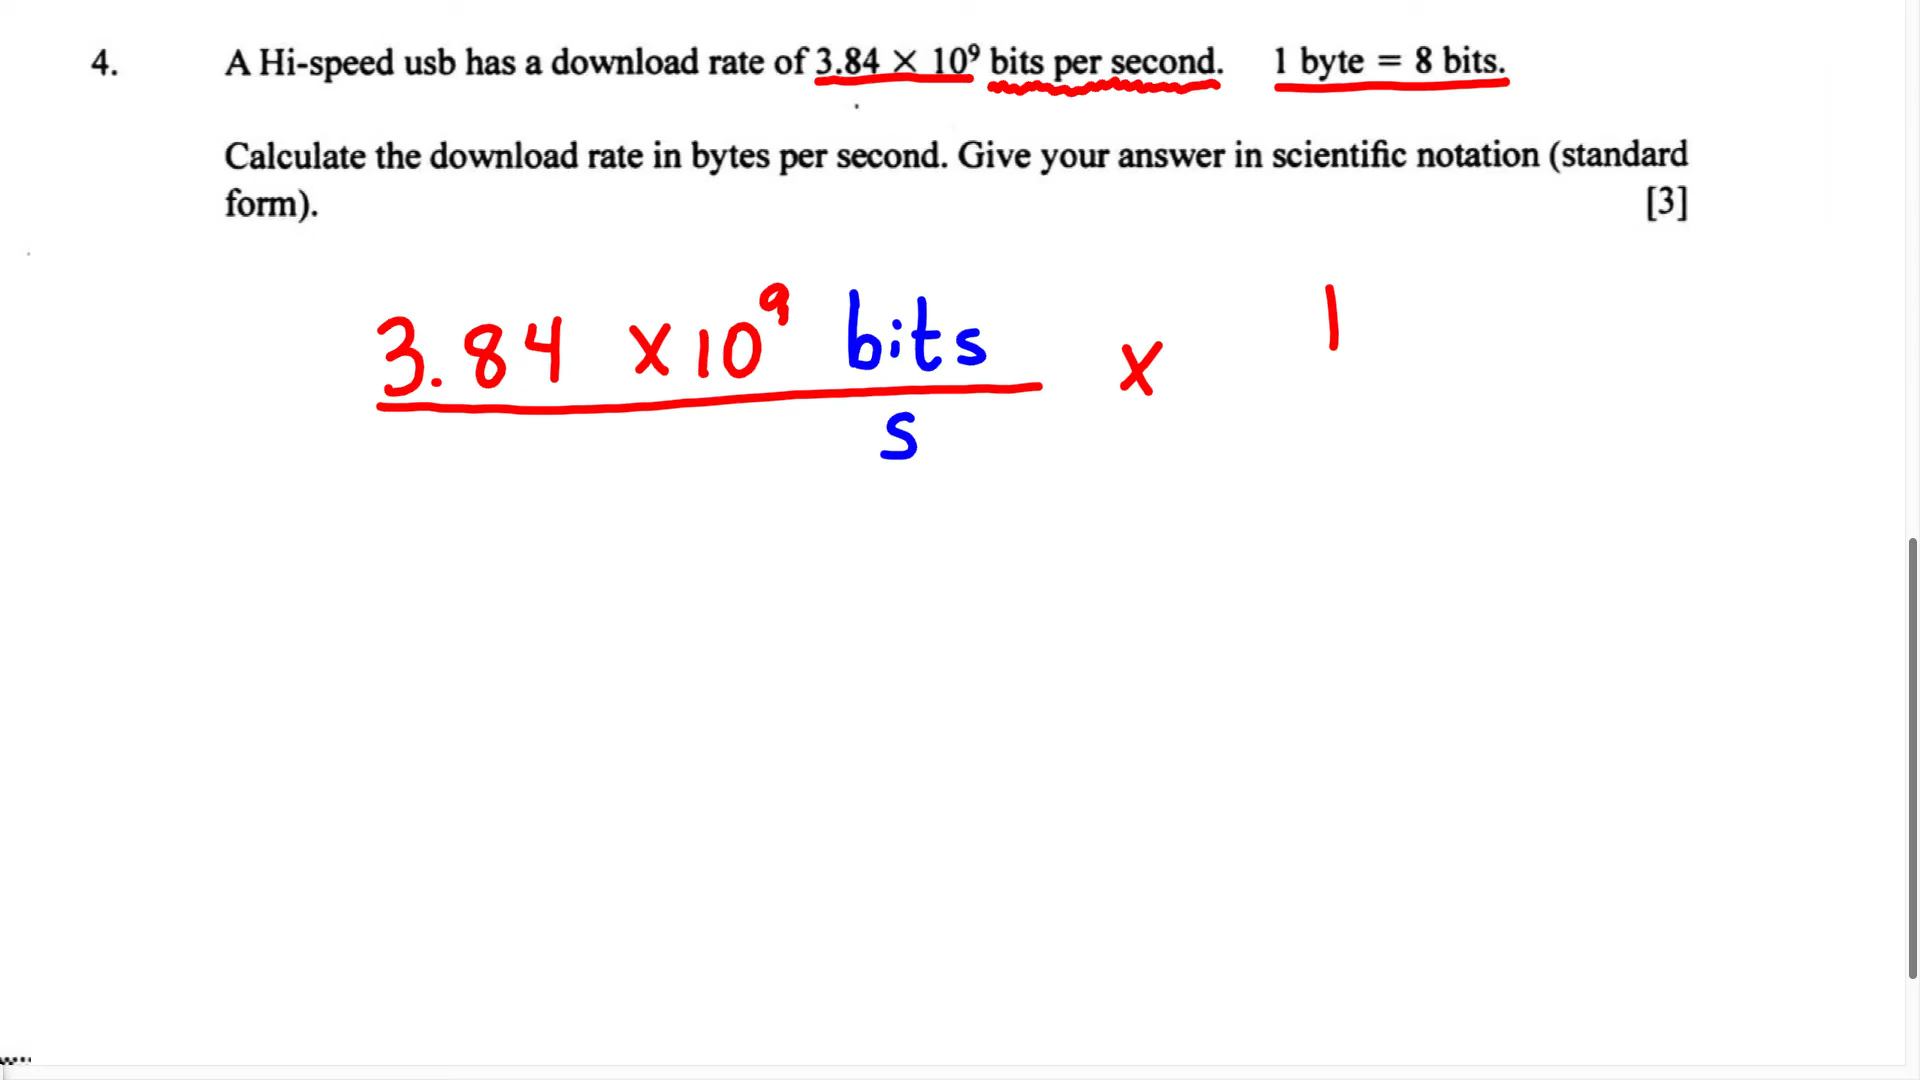 4. A Hi-speed usb has a download rate of 3.84 × 10⁹ bits per second. 1 byte = 8 bits.
Calculate the download rate in bytes per second. Give your answer in scientific notation (standard
form). [3]
3.84 x10⁹ bits x 1
s